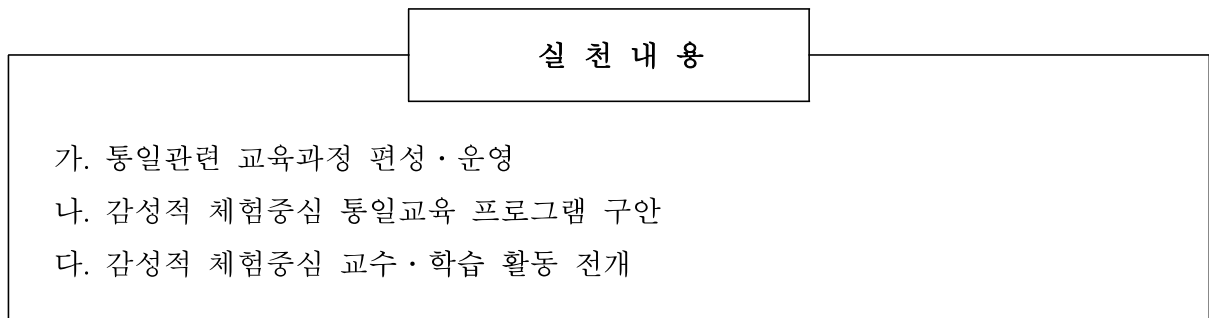 실 천 내 용
가. 통일관련 교육과정 편성·운영
나. 감성적 체험중심 통일교육 프로그램 구안
다. 감성적 체험중심 교수·학습 활동 전개